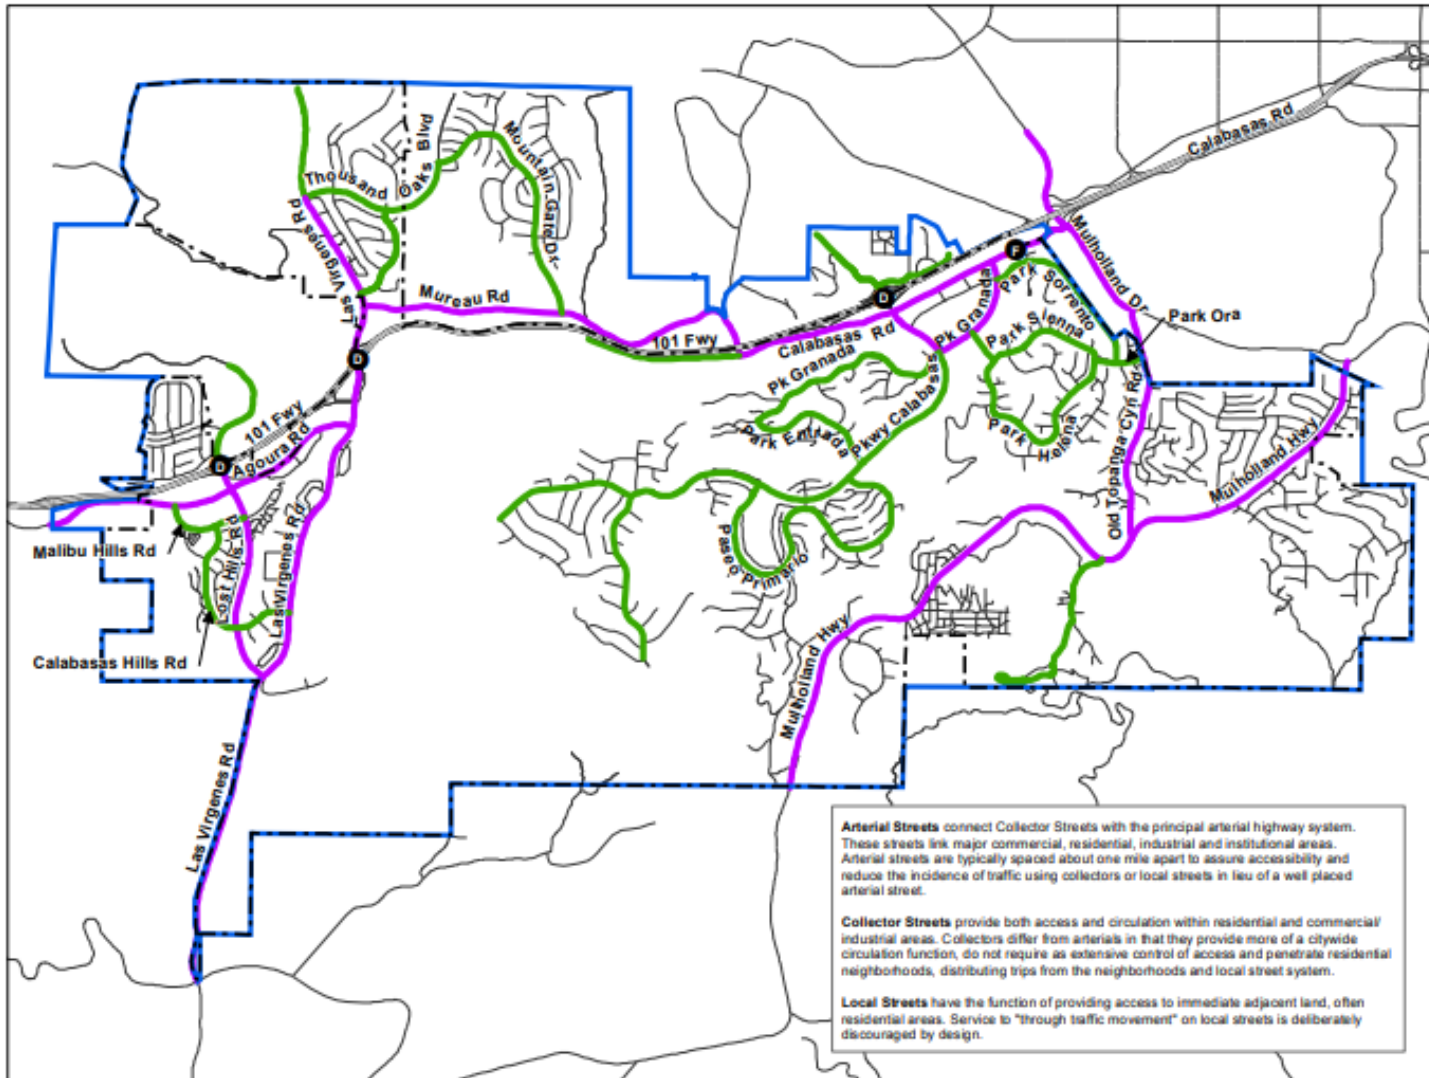 Calabasas Rd
Mountain Gate Dr.
Thousand Oaks Blvd
Las Virgenes Rd
Mulholland Dr
F
Park Sorrento
Mureau Rd
D
Pk Granada
Park Ora
Park Sienna
101 Fwy
Calabasas Rd
D
Pk Granada
Pkwy Calabasas
Park Entrada
Park Helena
Old Topanga Cyn Rd
Mulholland Hwy
101 Fwy
D
Agoura Rd
Malibu Hills Rd
Lost Hills Rd
Las Virgenes Rd
Paseo Primario
Calabasas Hills Rd
Mulholland Hwy
Las Virgenes Rd
Arterial Streets connect Collector Streets with the principal arterial highway system.
These streets link major commercial, residential, industrial and institutional areas.
Arterial streets are typically spaced about one mile apart to assure accessibility and
reduce the incidence of traffic using collectors or local streets in lieu of a well placed
arterial street.
Collector Streets provide both access and circulation within residential and commercial/
industrial areas. Collectors differ from arterials in that they provide more of a citywide
circulation function, do not require as extensive control of access and penetrate residential
neighborhoods, distributing trips from the neighborhoods and local street system.
Local Streets have the function of providing access to immediate adjacent land, often
residential areas. Service to "through traffic movement" on local streets is deliberately
discouraged by design.